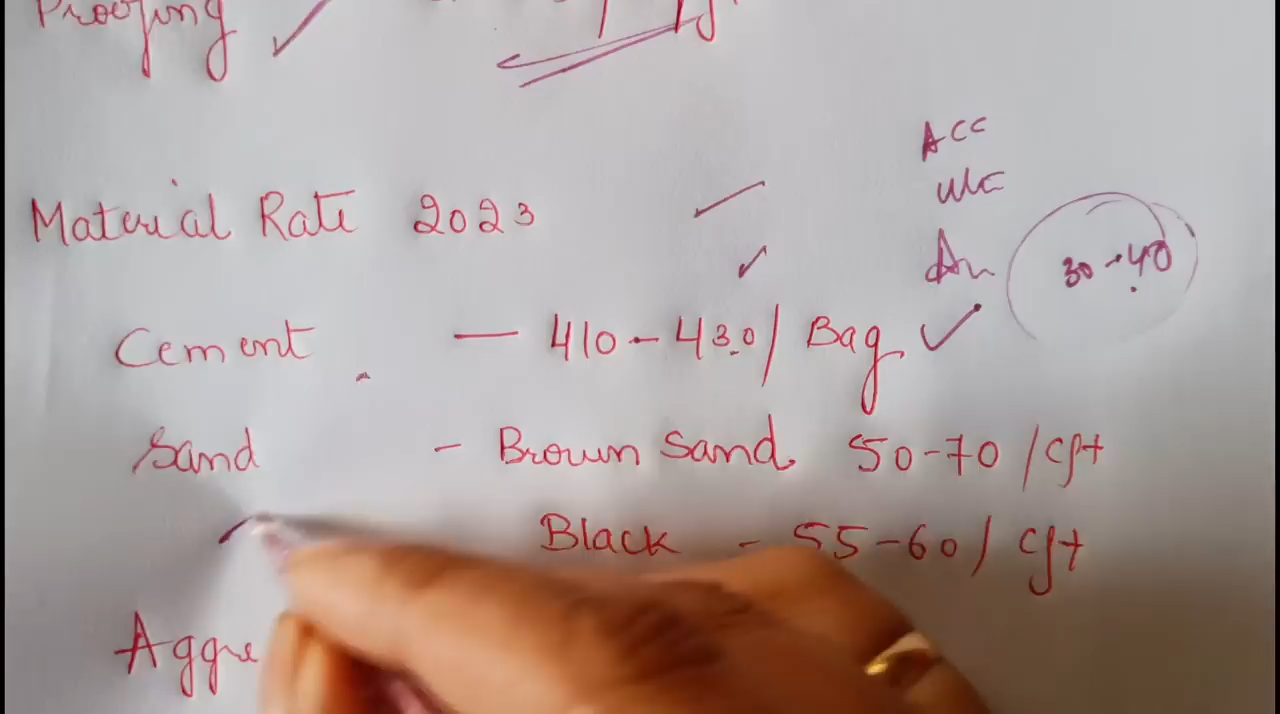 Proofing
Material Rate 2023
ACC
30-40
Cement — 410-430/ Bag
Sand - Brown Sand 50-70 /cft
Black - 55-60/ cft
Aggre